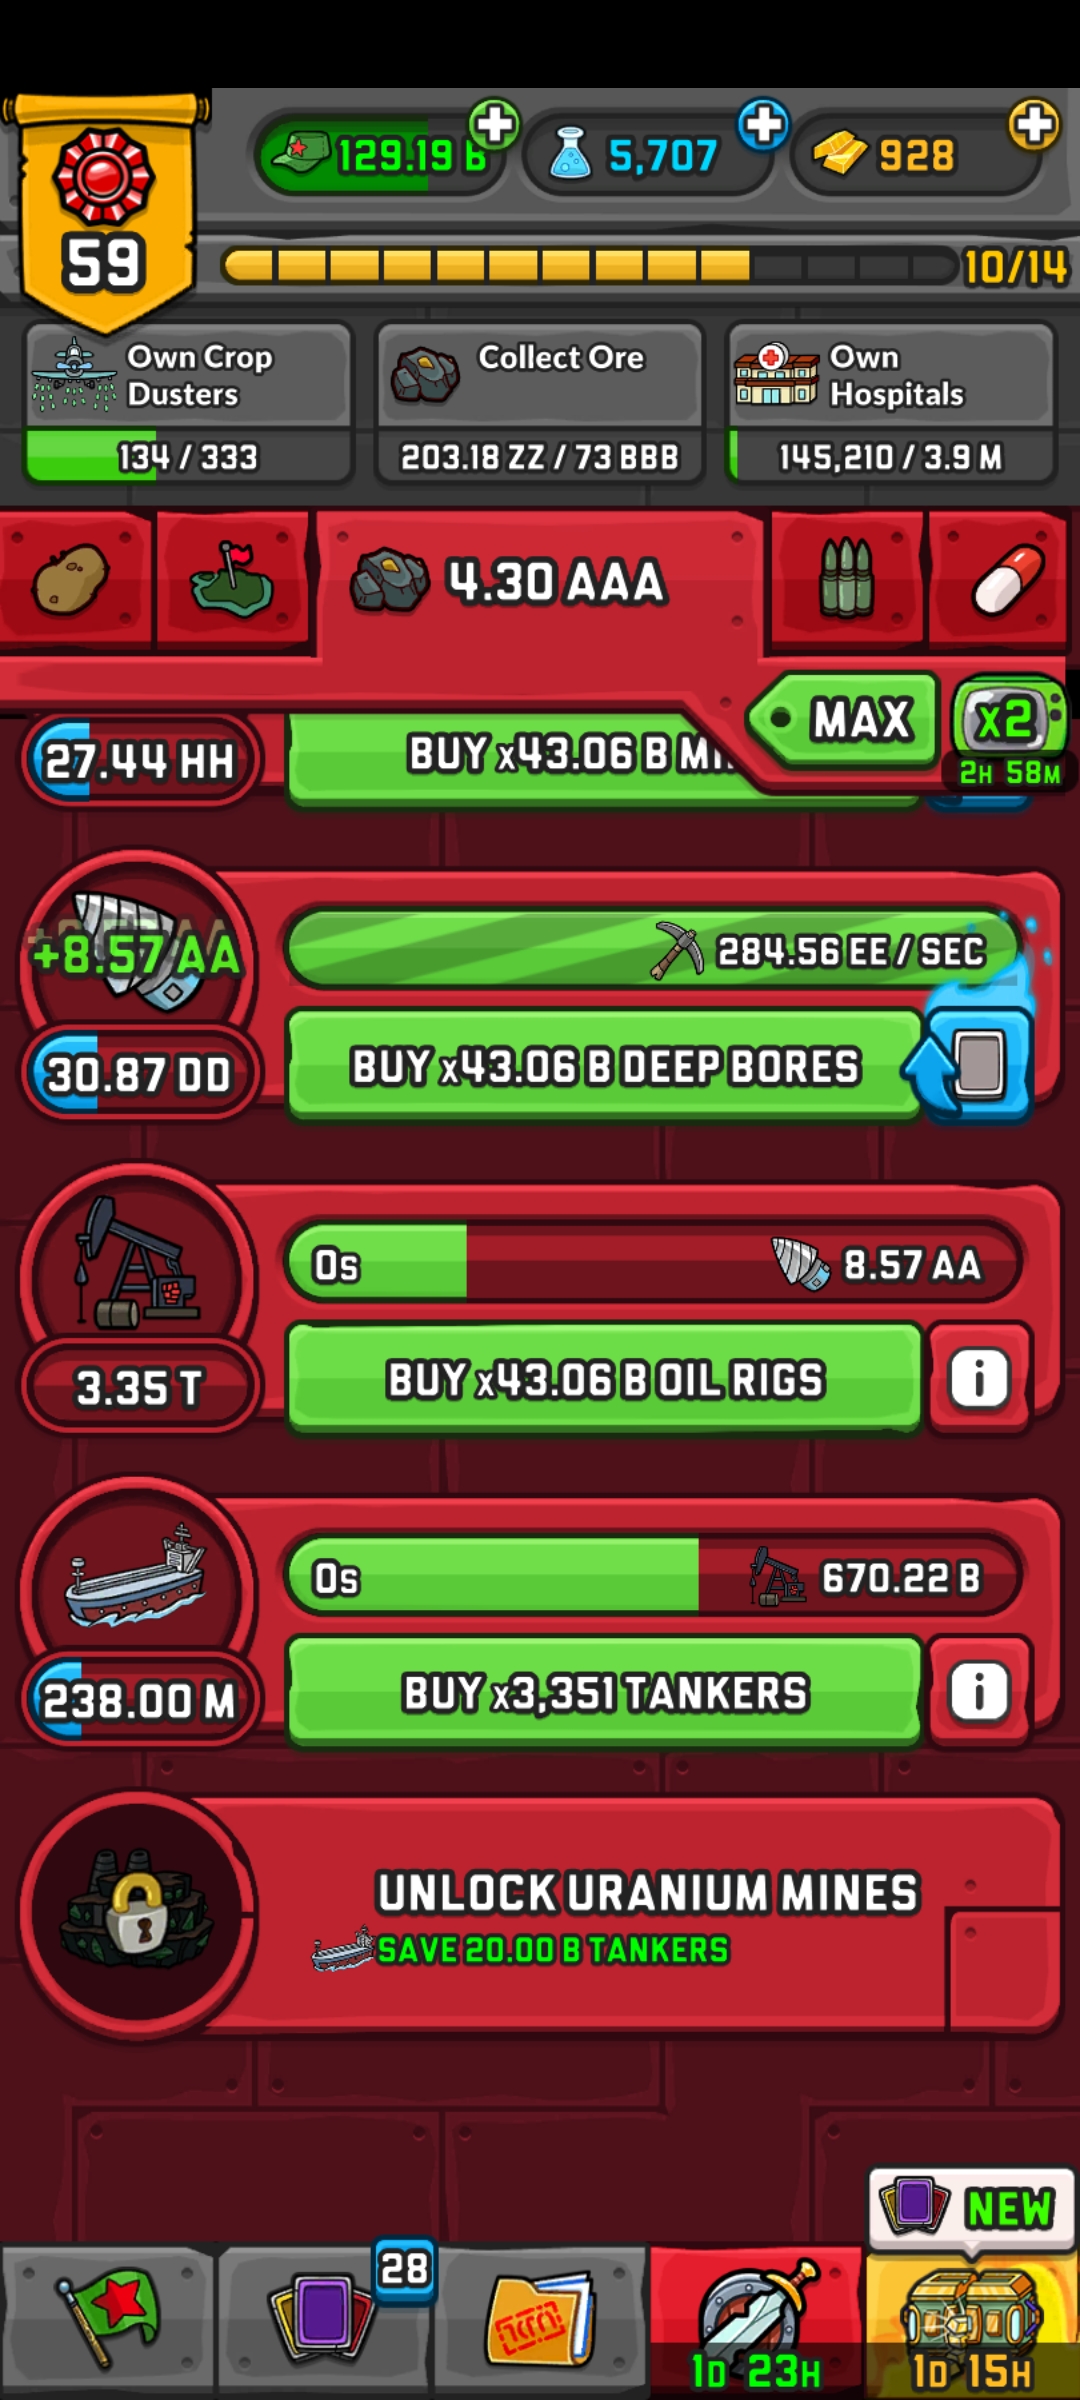 129.19 B
5,707
928
59
10/14
Own Crop
Dusters
134 / 333
Collect Ore
203.18 ZZ / 73 BBB
Own
Hospitals
145,210 / 3.9 M
4.30 AAA
MAX
x2
2H 58M
27.44 HH
BUY x43.06 B
+8.57 AA
284.56 EE / SEC
30.87 DD
BUY x43.06 B DEEP BORES
0s
8.57 AA
3.35 T
BUY x43.06 B OIL RIGS
i
0s
670.22 B
238.00 M
BUY x3,351 TANKERS
i
UNLOCK URANIUM MINES
SAVE 20.00 B TANKERS
NEW
28
1D 23H
1D 15H